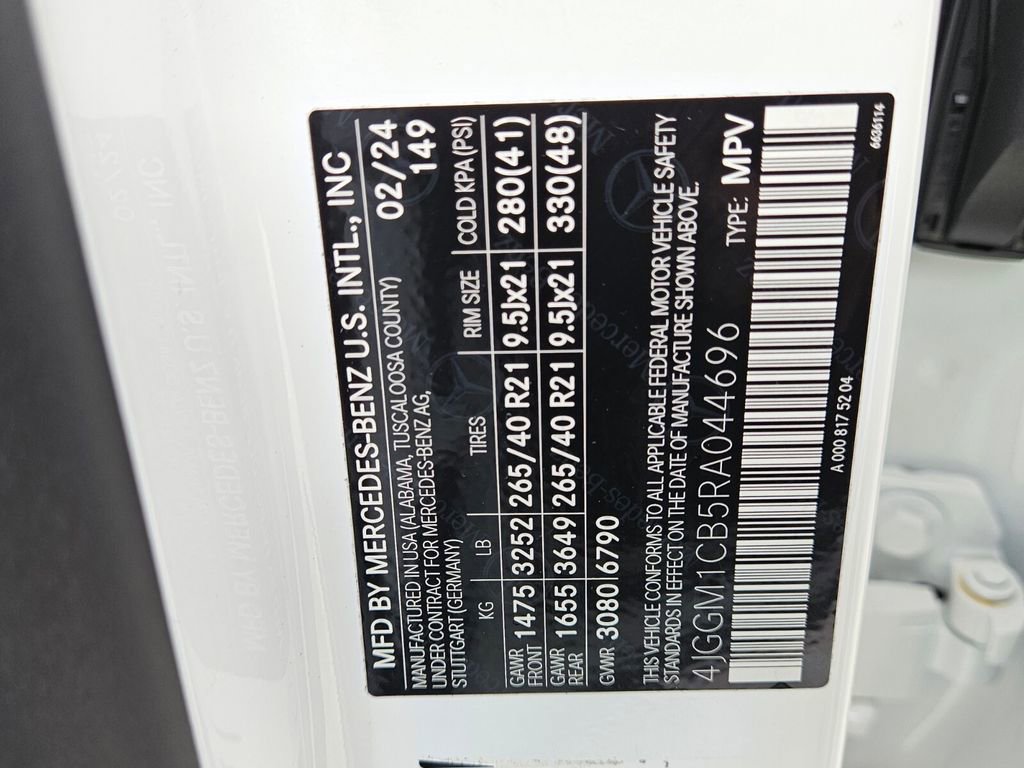 MFD BY MERCEDES-BENZ U.S. INTL., INC
MANUFACTURED IN USA (ALABAMA, TUSCALOOSA COUNTY) 02/24
UNDER CONTRACT FOR MERCEDES-BENZ AG, 149
STUTTGART (GERMANY)
KG LB TIRES RIM SIZE COLD KPA (PSI)
GAWR FRONT 1475 3252 265/40 R21 9.5Jx21 280(41)
GAWR REAR 1655 3649 265/40 R21 9.5Jx21 330(48)
GVWR 3080 6790
THIS VEHICLE CONFORMS TO ALL APPLICABLE FEDERAL MOTOR VEHICLE SAFETY
STANDARDS IN EFFECT ON THE DATE OF MANUFACTURE SHOWN ABOVE.
4JGGM1CB5RA044696 TYPE: MPV
A 000 817 52 04 6636114